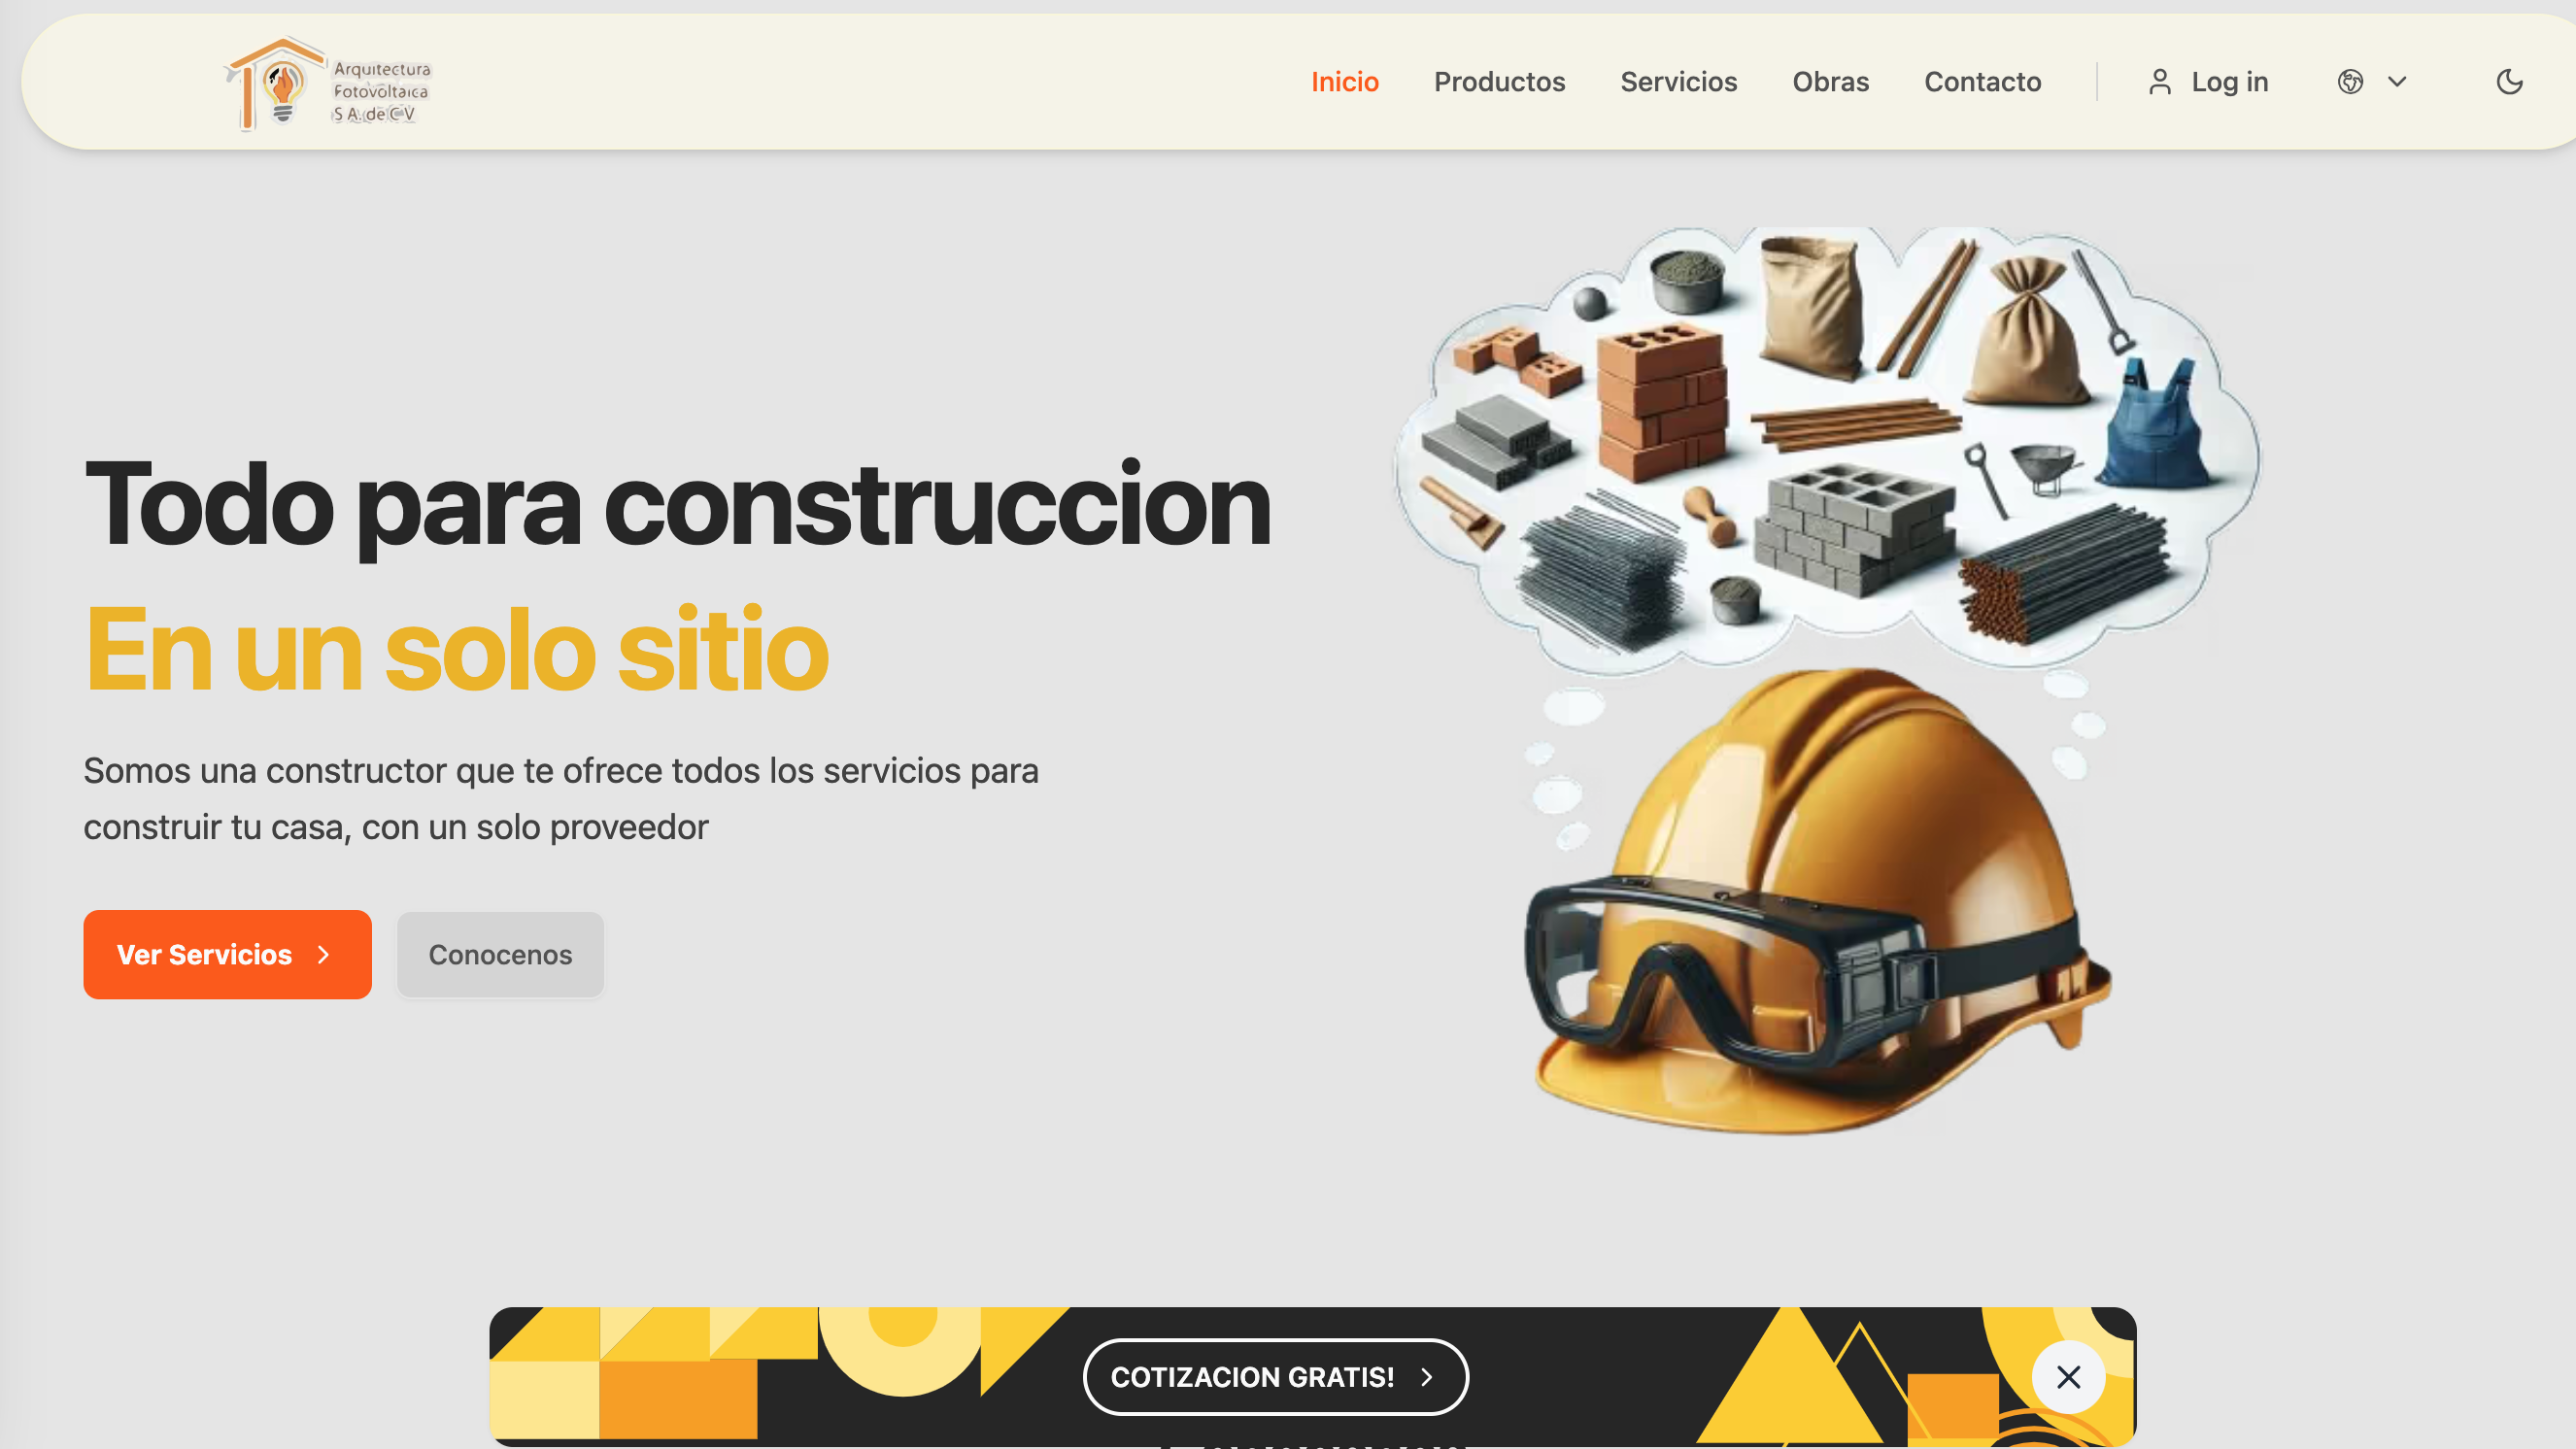 Arquitectura
Fotovoltaica
S.A. de C.V
Inicio
Productos
Servicios
Obras
Contacto
Log in
Todo para construccion
En un solo sitio
Somos una constructor que te ofrece todos los servicios para
construir tu casa, con un solo proveedor
Ver Servicios
Conocenos
COTIZACION GRATIS!